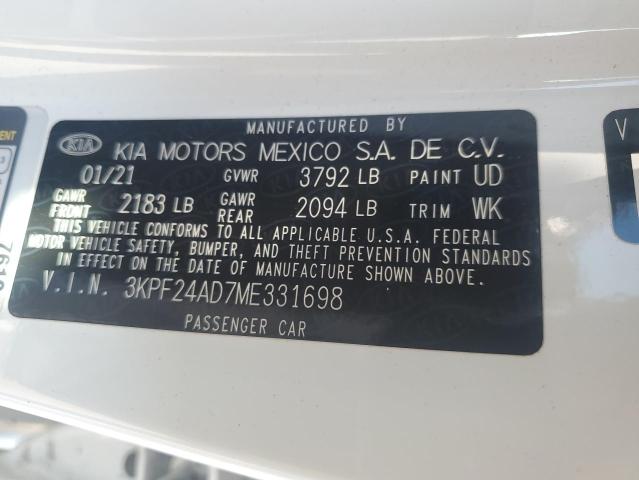 MANUFACTURED BY
KIA KIA MOTORS MEXICO S.A. DE C.V.
01/21 GVWR 3792 LB PAINT UD
GAWR FRONT 2183 LB GAWR REAR 2094 LB TRIM WK
THIS VEHICLE CONFORMS TO ALL APPLICABLE U.S.A. FEDERAL
MOTOR VEHICLE SAFETY, BUMPER, AND THEFT PREVENTION STANDARDS
IN EFFECT ON THE DATE OF MANUFACTURE SHOWN ABOVE.
V.I.N. 3KPF24AD7ME331698
PASSENGER CAR